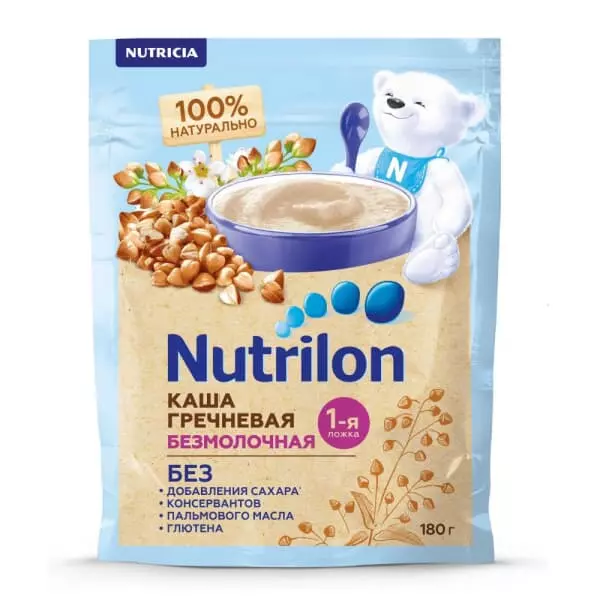 NUTRICIA
100%
НАТУРАЛЬНО
N
Nutrilon
КАША
ГРЕЧНЕВАЯ
БЕЗМОЛОЧНАЯ
1-я
ложка
БЕЗ
• ДОБАВЛЕНИЯ САХАРА¹
• КОНСЕРВАНТОВ
• ПАЛЬМОВОГО МАСЛА
• ГЛЮТЕНА
180 г